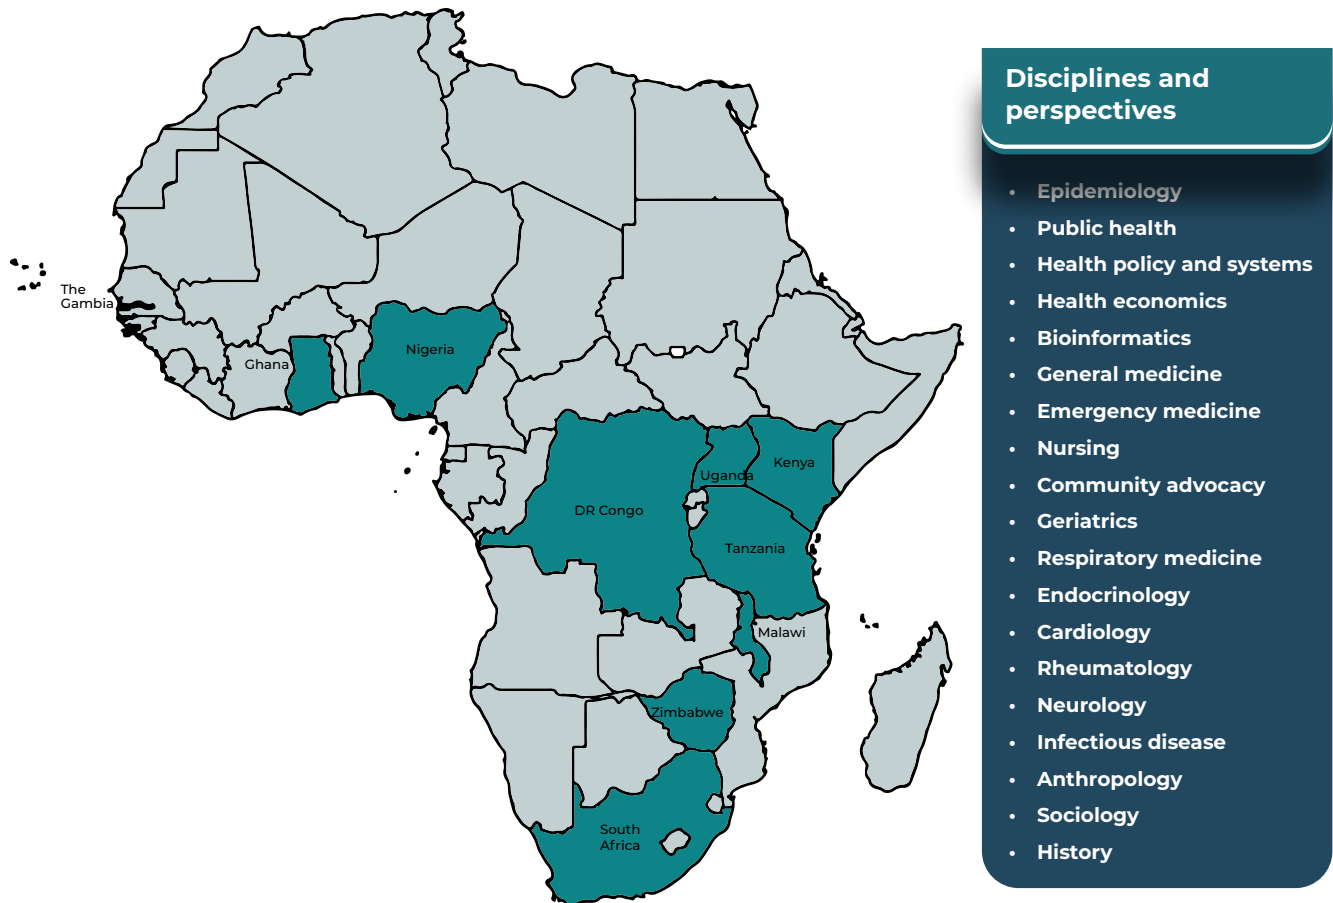 The
Gambia
Ghana
Nigeria
DR Congo
Uganda
Kenya
Tanzania
Malawi
Zimbabwe
South
Africa
Disciplines and
perspectives
• Epidemiology
• Public health
• Health policy and systems
• Health economics
• Bioinformatics
• General medicine
• Emergency medicine
• Nursing
• Community advocacy
• Geriatrics
• Respiratory medicine
• Endocrinology
• Cardiology
• Rheumatology
• Neurology
• Infectious disease
• Anthropology
• Sociology
• History